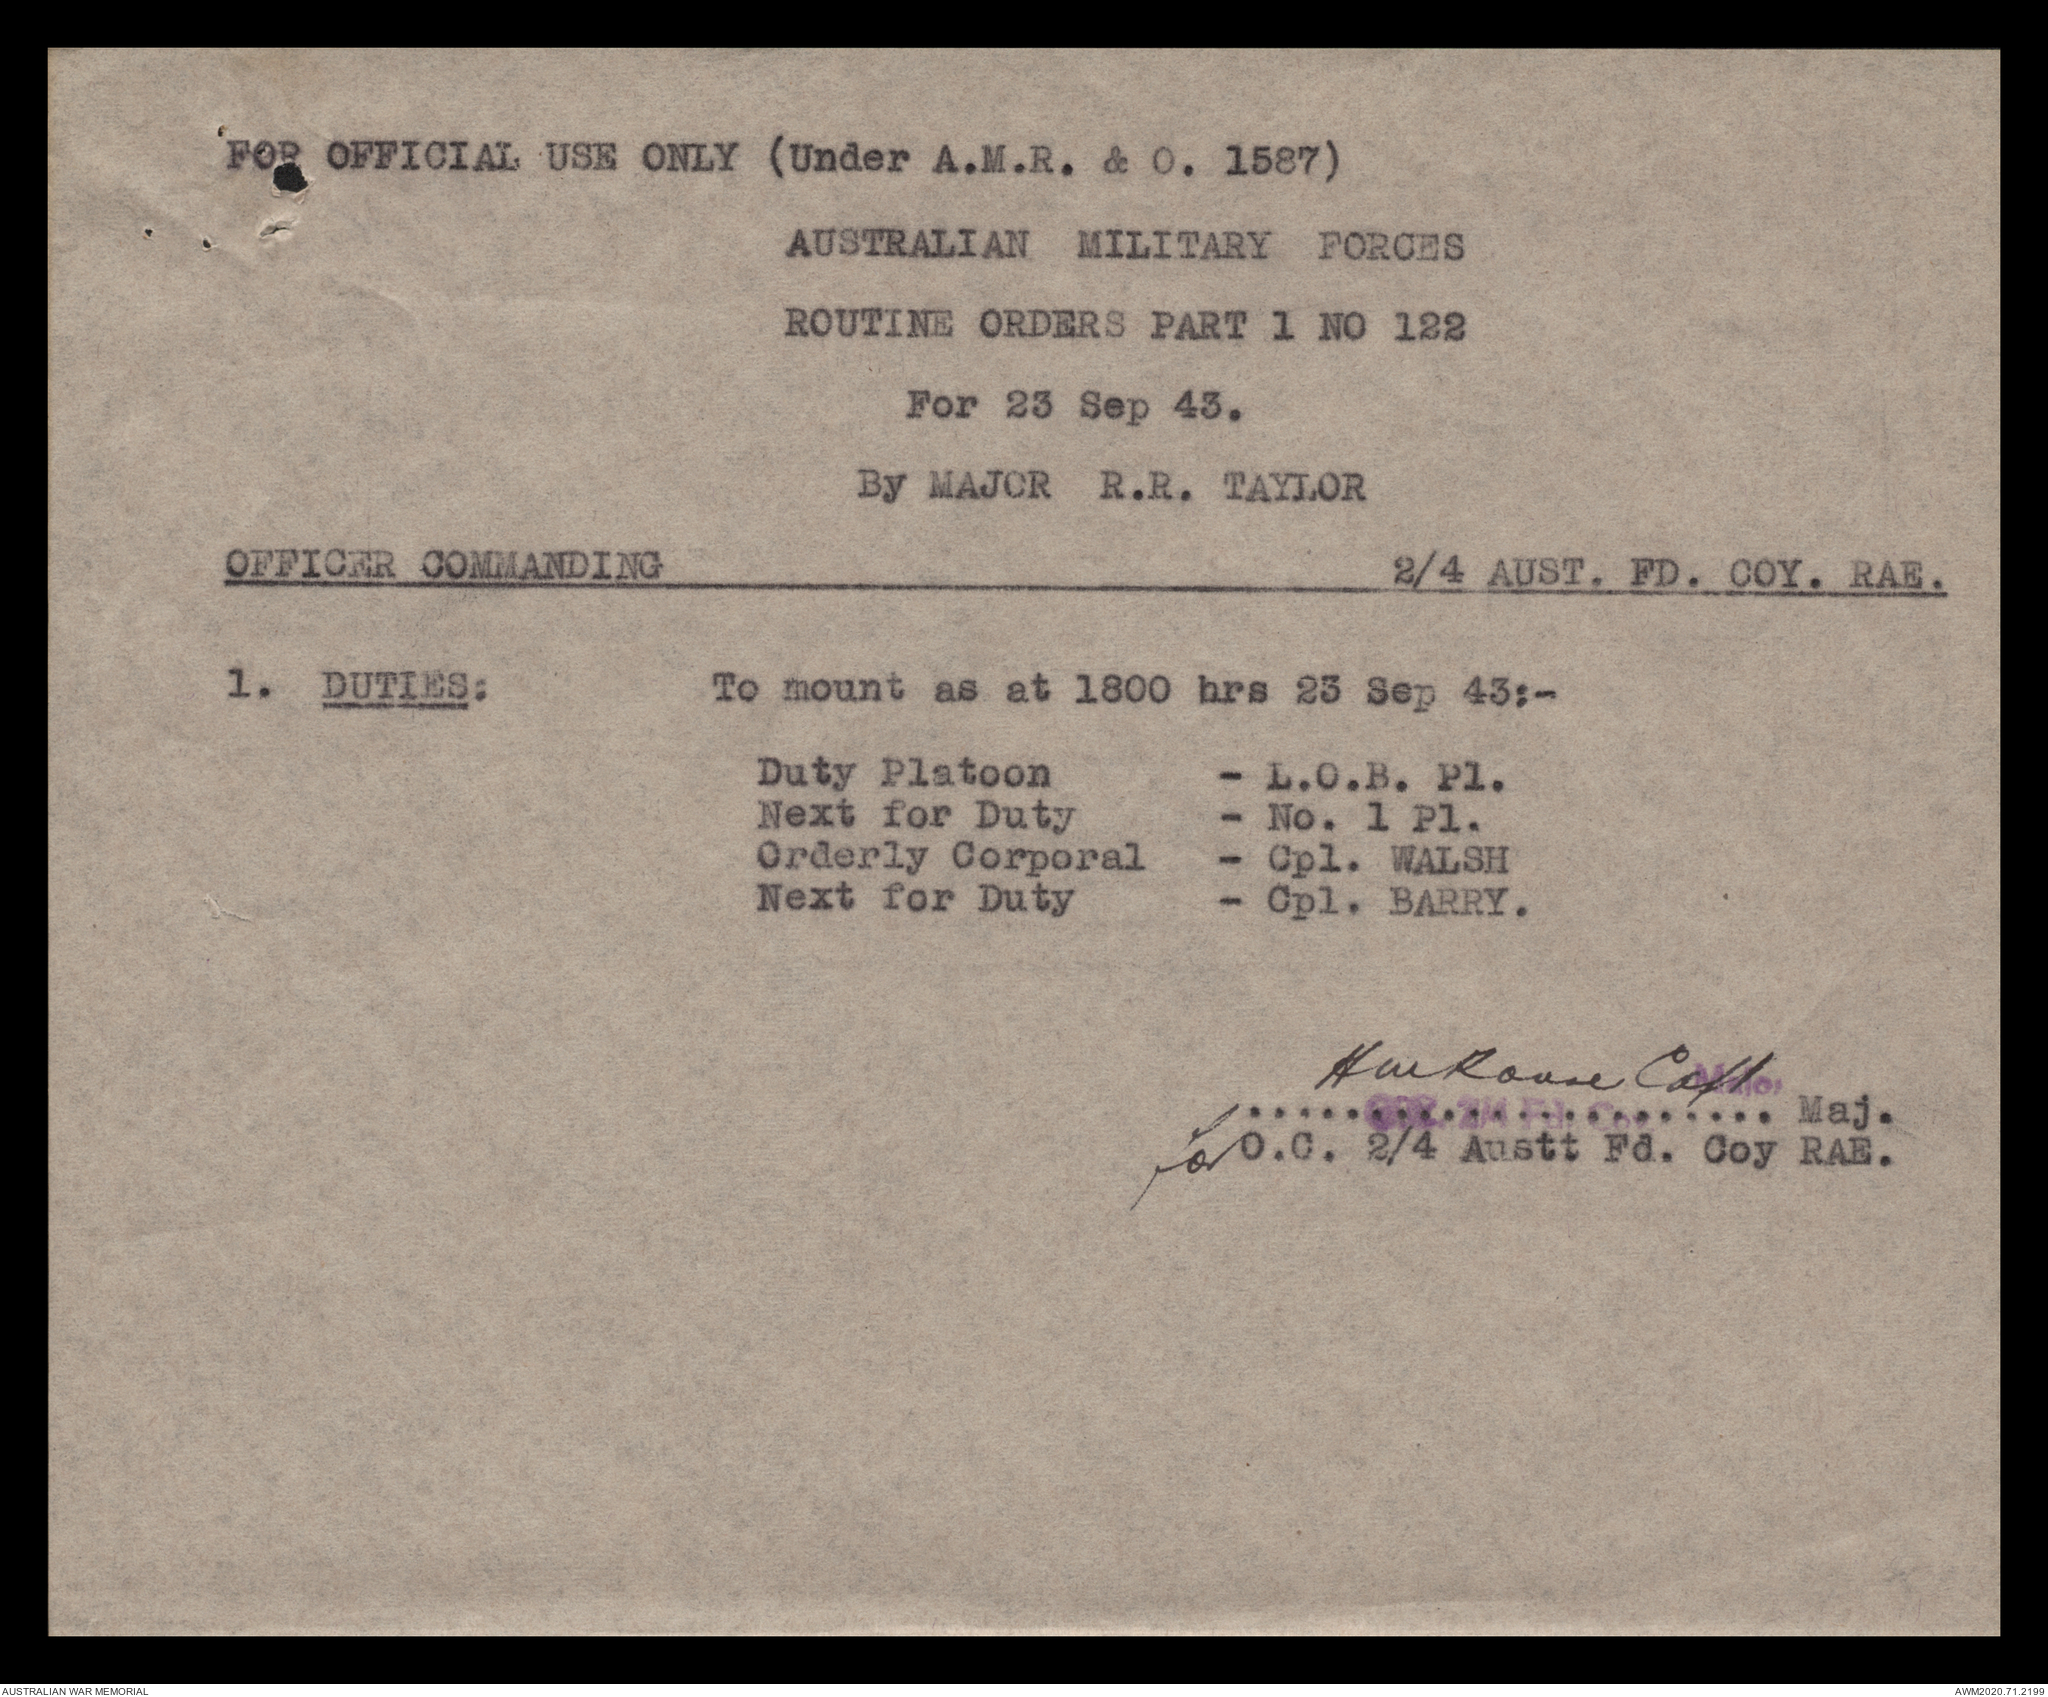 FOR OFFICIAL USE ONLY (Under A.M.R. & O. 1587)
AUSTRALIAN MILITARY FORCES
ROUTINE ORDERS PART 1 NO 122
For 23 Sep 43.
By MAJOR R.R. TAYLOR
OFFICER COMMANDING 2/4 AUST. FD. COY. RAE.
1. DUTIES: To mount as at 1800 hrs 23 Sep 43:-
Duty Platoon - L.O.B. Pl.
Next for Duty - No. 1 Pl.
Orderly Corporal - Cpl. WALSH
Next for Duty - Cpl. BARRY.
Capt
Major
........................ Maj.
for O.C. 2/4 Austt Fd. Coy RAE.
AUSTRALIAN WAR MEMORIAL
AWM2020.71.2199